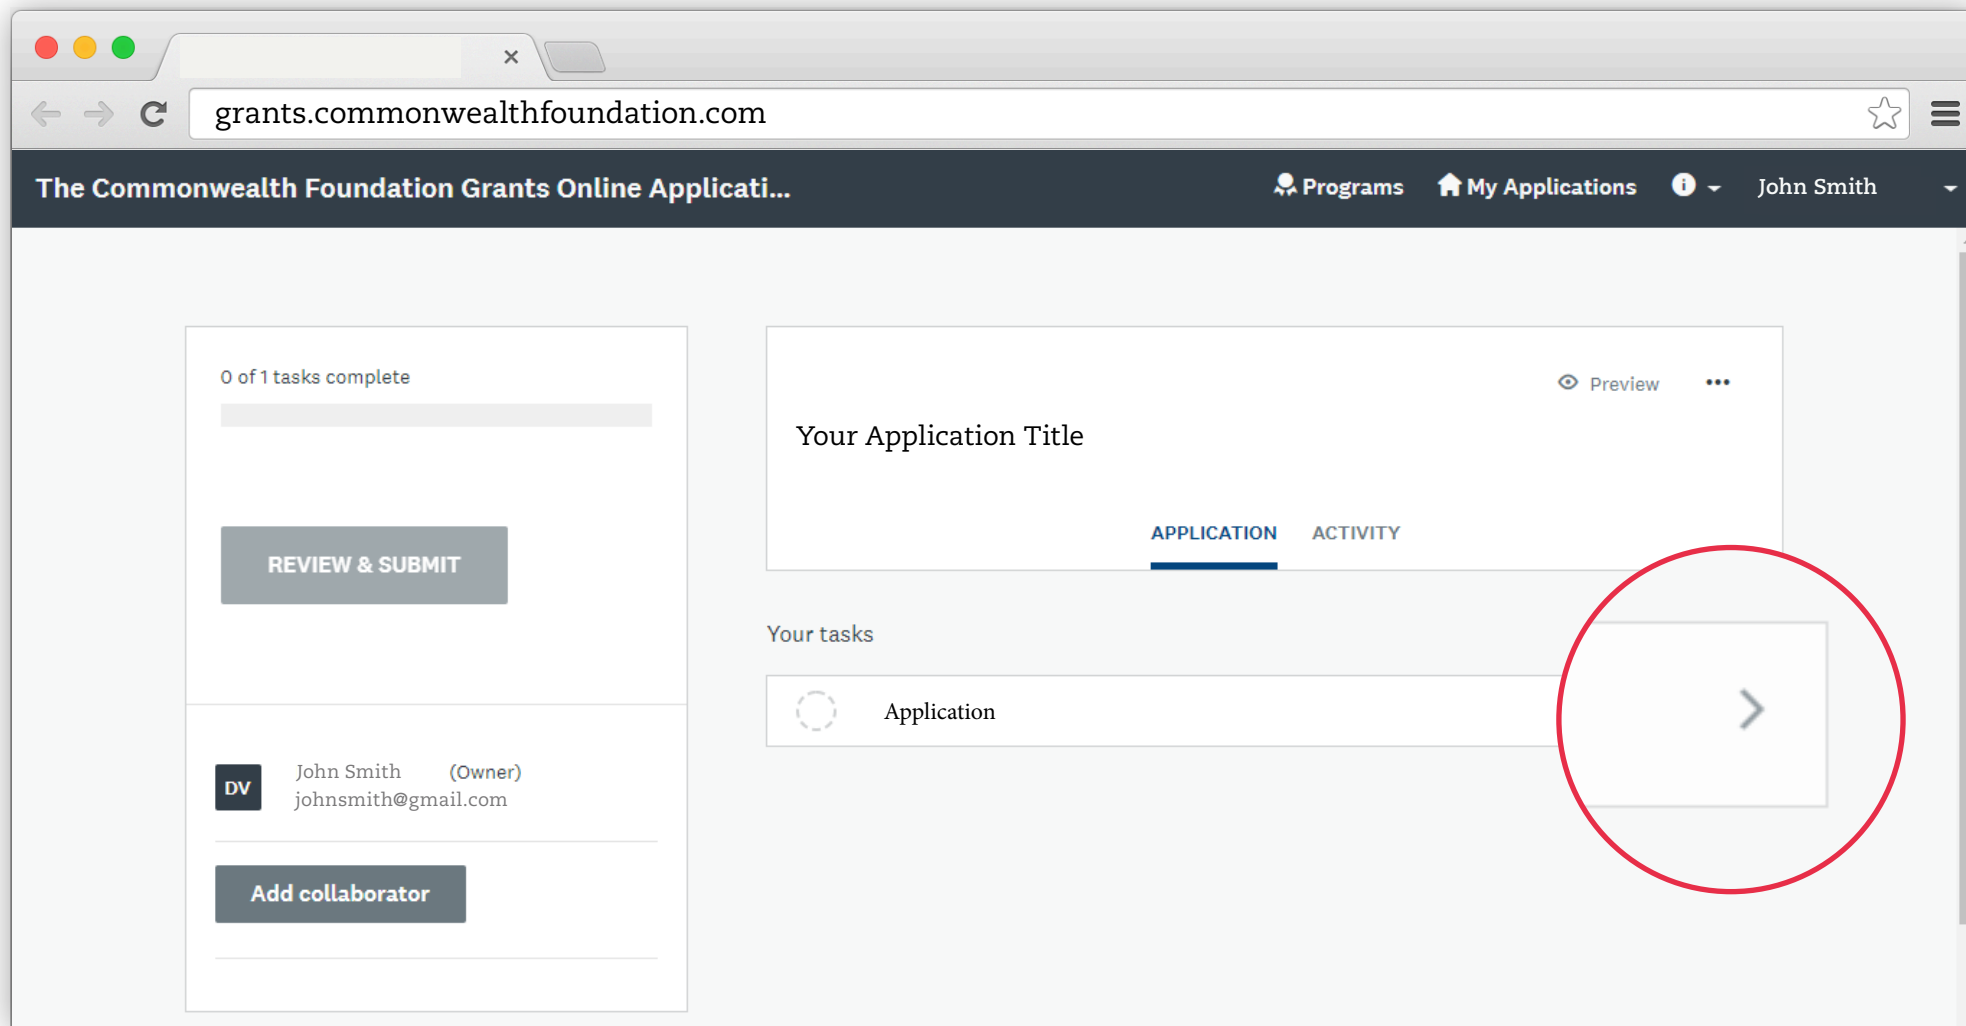 grants.commonwealthfoundation.com
The Commonwealth Foundation Grants Online Applicati...
Programs
My Applications
John Smith
0 of 1 tasks complete
REVIEW & SUBMIT
John Smith (Owner)
johnsmith@gmail.com
DV
Add collaborator
Preview
Your Application Title
APPLICATION
ACTIVITY
Your tasks
Application